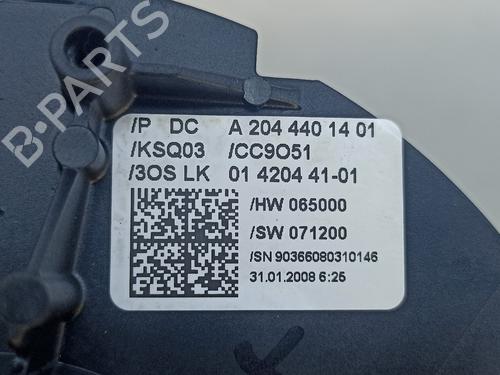 B-PARTS
/P DC A 204 440 14 01
/KSQ03 /CC9O51
/3OS LK 01 4204 41-01
/HW 065000
/SW 071200
/SN 90366080310146
31.01.2008 6:25